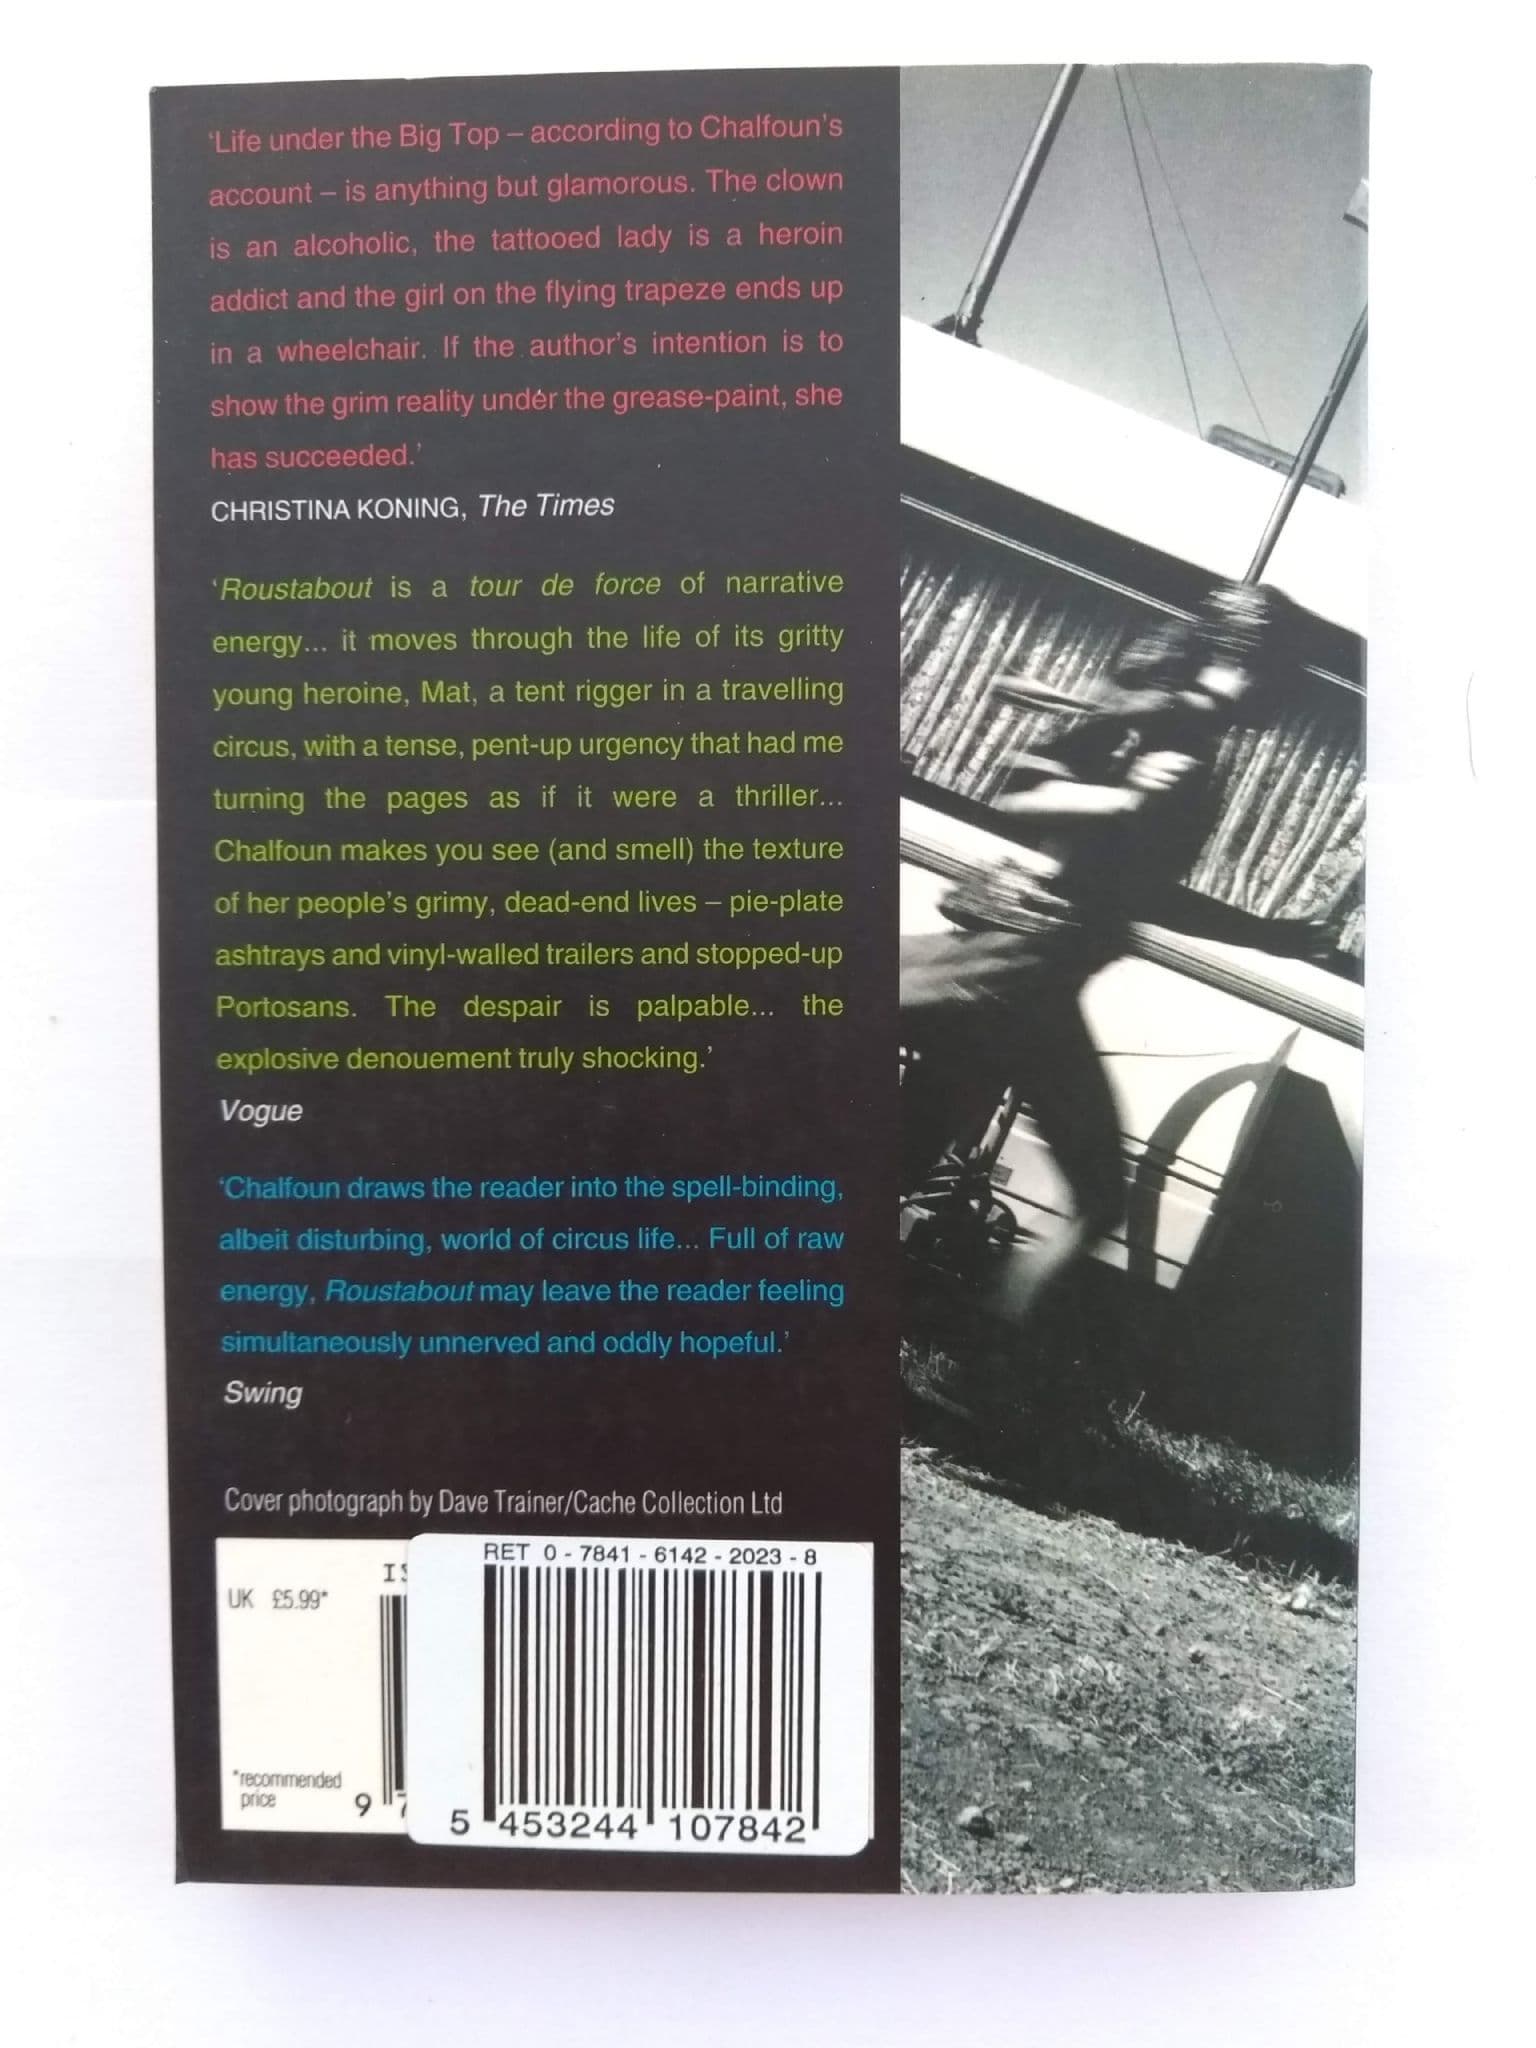 ‘Life under the Big Top – according to Chalfoun’s
account – is anything but glamorous. The clown
is an alcoholic, the tattooed lady is a heroin
addict and the girl on the flying trapeze ends up
in a wheelchair. If the author’s intention is to
show the grim reality under the grease-paint, she
has succeeded.’
CHRISTINA KONING, The Times
‘Roustabout is a tour de force of narrative
energy... it moves through the life of its gritty
young heroine, Mat, a tent rigger in a travelling
circus, with a tense, pent-up urgency that had me
turning the pages as if it were a thriller...
Chalfoun makes you see (and smell) the texture
of her people’s grimy, dead-end lives – pie-plate
ashtrays and vinyl-walled trailers and stopped-up
Portosans. The despair is palpable... the
explosive denouement truly shocking.’
Vogue
‘Chalfoun draws the reader into the spell-binding,
albeit disturbing, world of circus life... Full of raw
energy, Roustabout may leave the reader feeling
simultaneously unnerved and oddly hopeful.’
Swing
Cover photograph by Dave Trainer/Cache Collection Ltd
UK £5.99*
*recommended
price
9
RET 0 - 7841 - 6142 - 2023 - 8
5 453244 107842